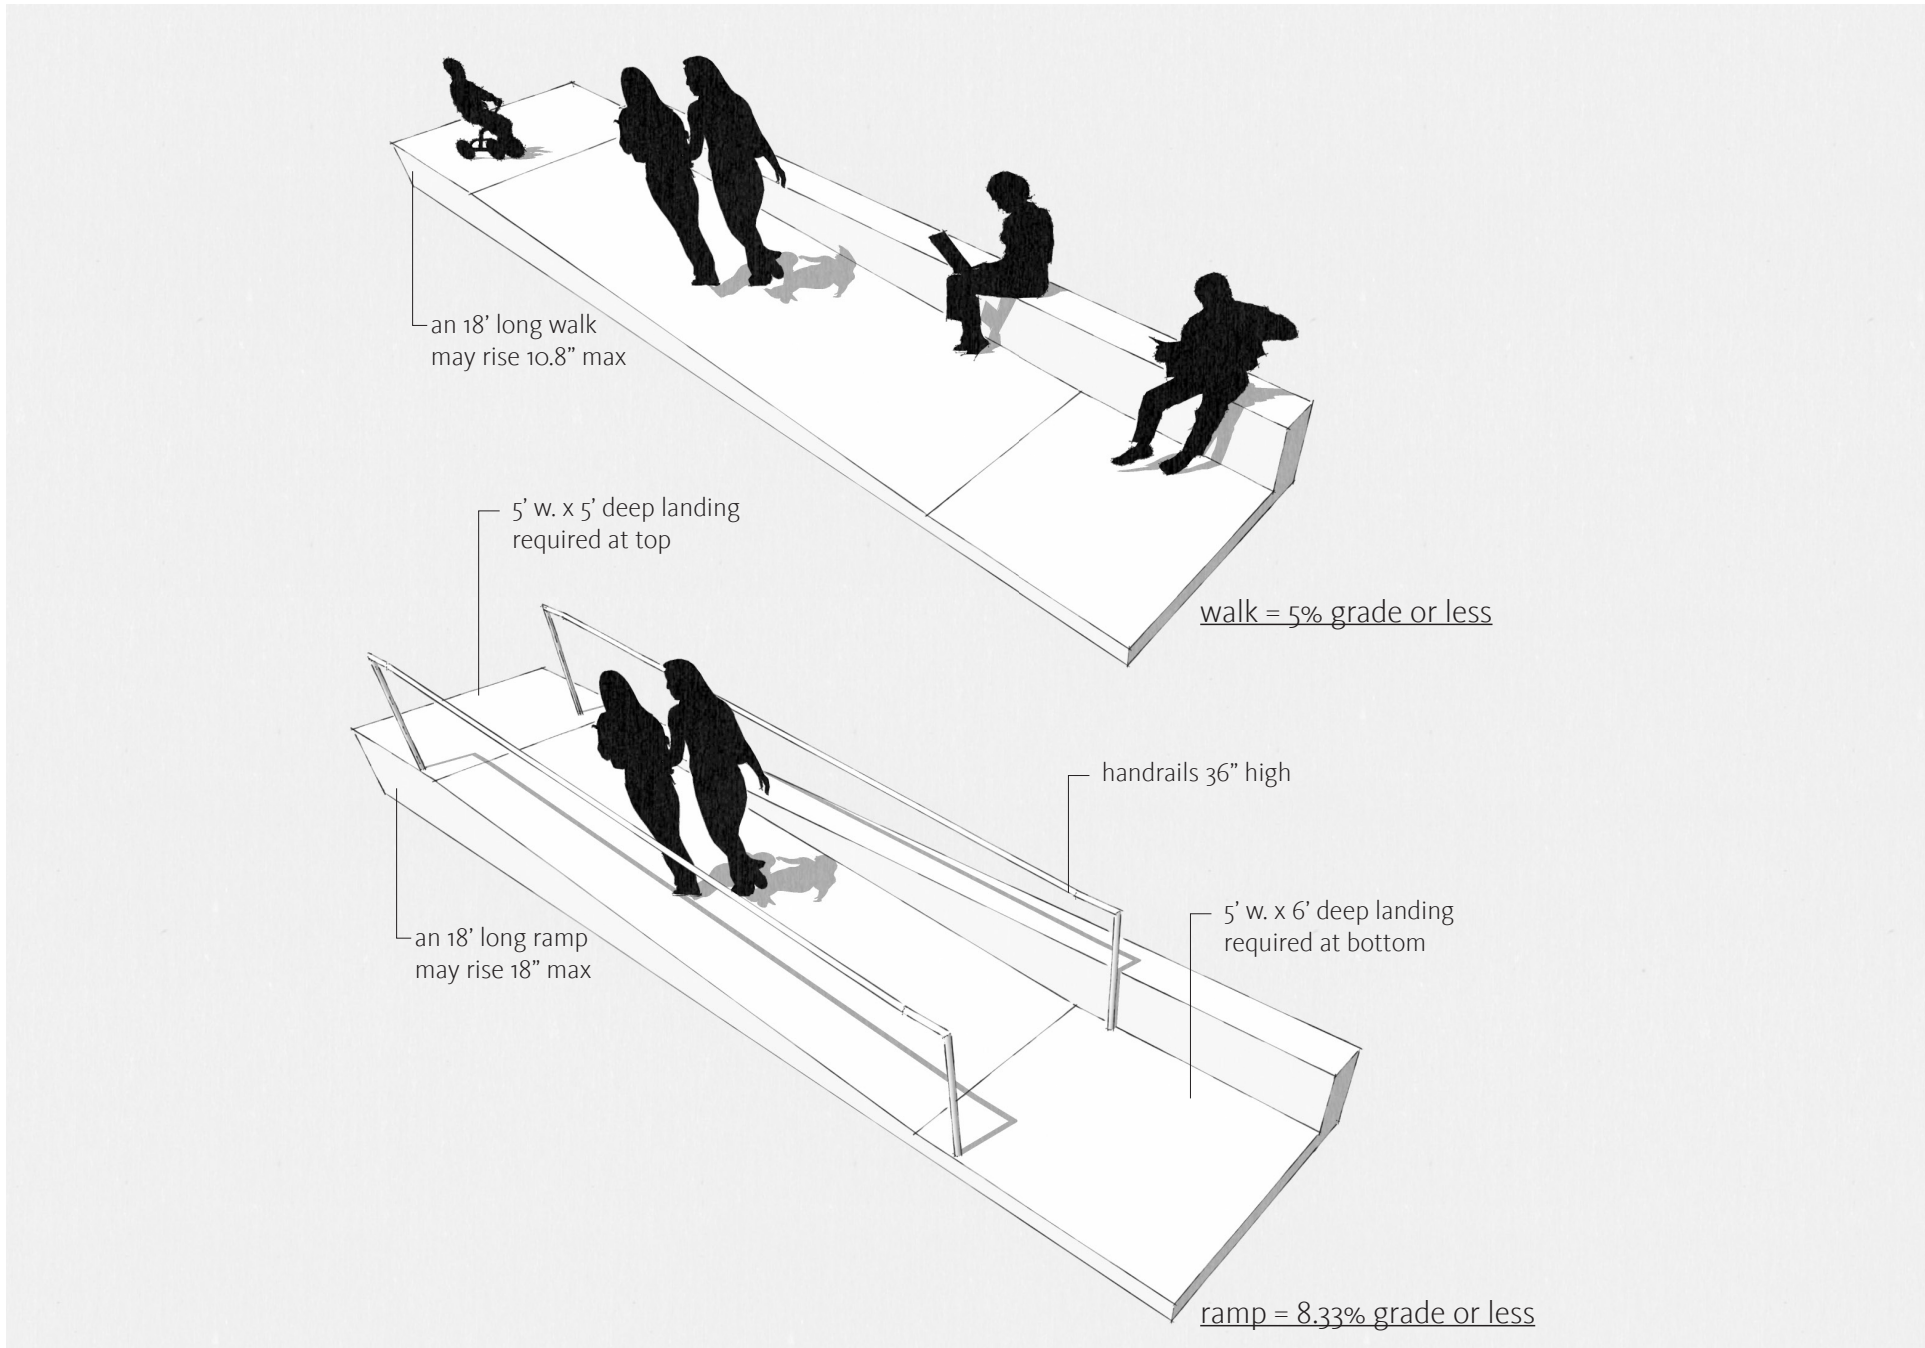 an 18’ long walk
may rise 10.8” max
5’ w. x 5’ deep landing
required at top
walk = 5% grade or less
handrails 36” high
5’ w. x 6’ deep landing
required at bottom
an 18’ long ramp
may rise 18” max
ramp = 8.33% grade or less